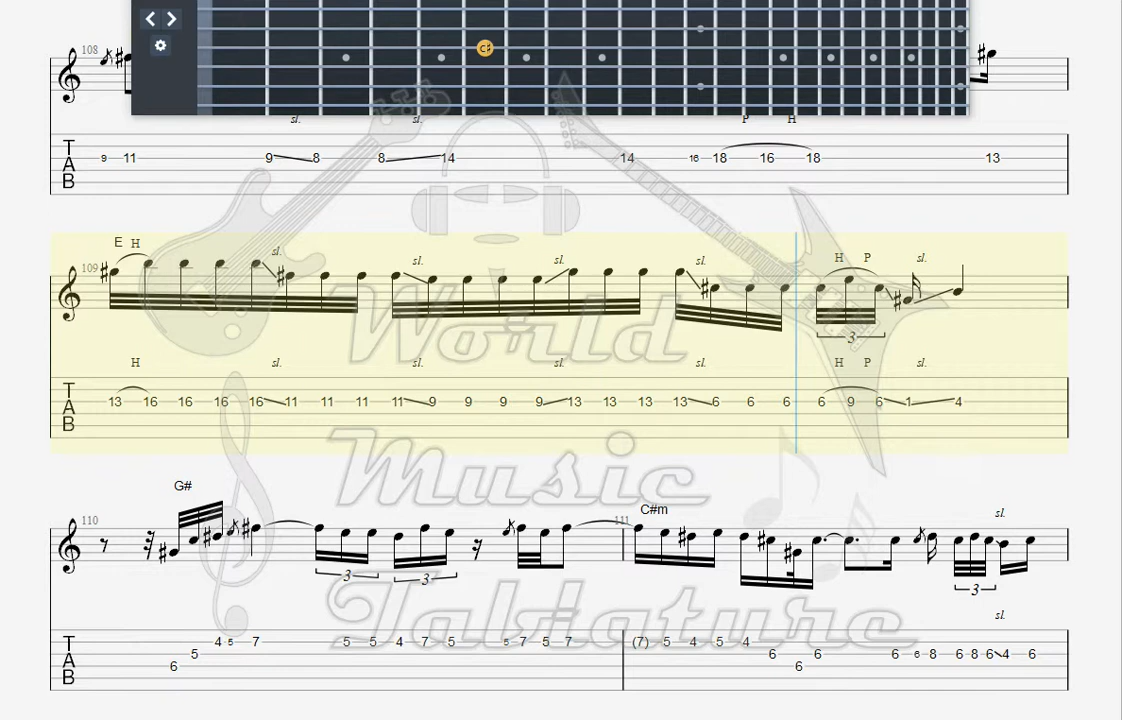 C♯
108
sl. sl. P H
T
A
B
9 11 9 8 8 14 14 16 18 16 18 13
E H sl. sl. sl. sl. H P sl.
109
3
H sl. sl. sl. sl. H P sl.
T
A
B
13 16 16 16 16 11 11 11 11 9 9 9 9 13 13 13 13 6 6 6 6 9 6 1 4
World
Music
Tablature
G# C#m sl.
110 111
3 3 3
sl.
T
A
B
6 5 4 5 7 5 5 4 7 5 5 7 5 7 (7) 5 4 5 4 6 6 6 6 6 8 6 8 6 4 6